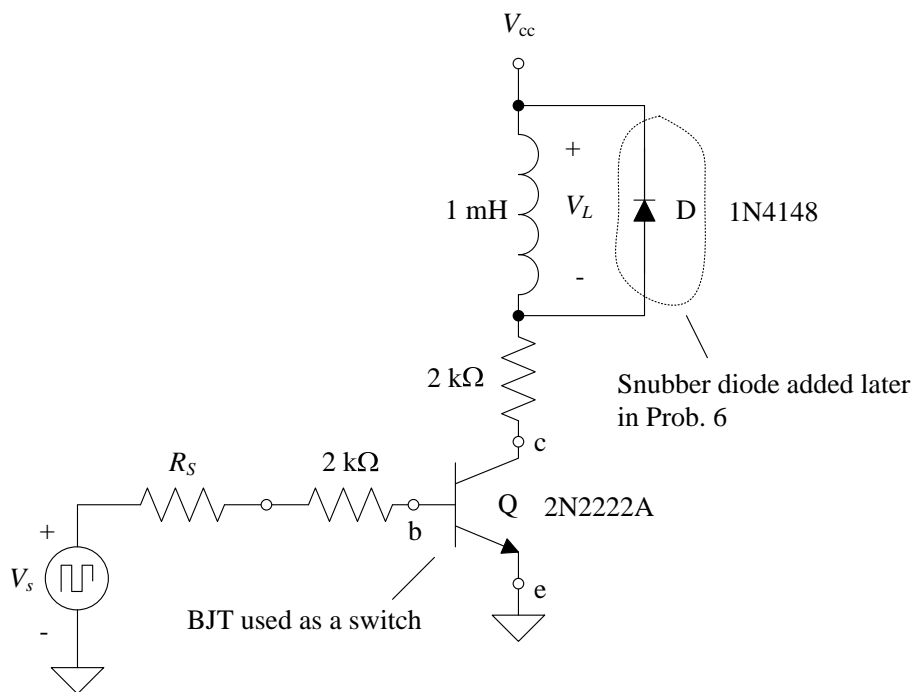 Vcc
+
1 mH
VL
D
1N4148
-
2 kΩ
Snubber diode added later
in Prob. 6
c
RS
2 kΩ
Q
2N2222A
b
+
Vs
e
-
BJT used as a switch